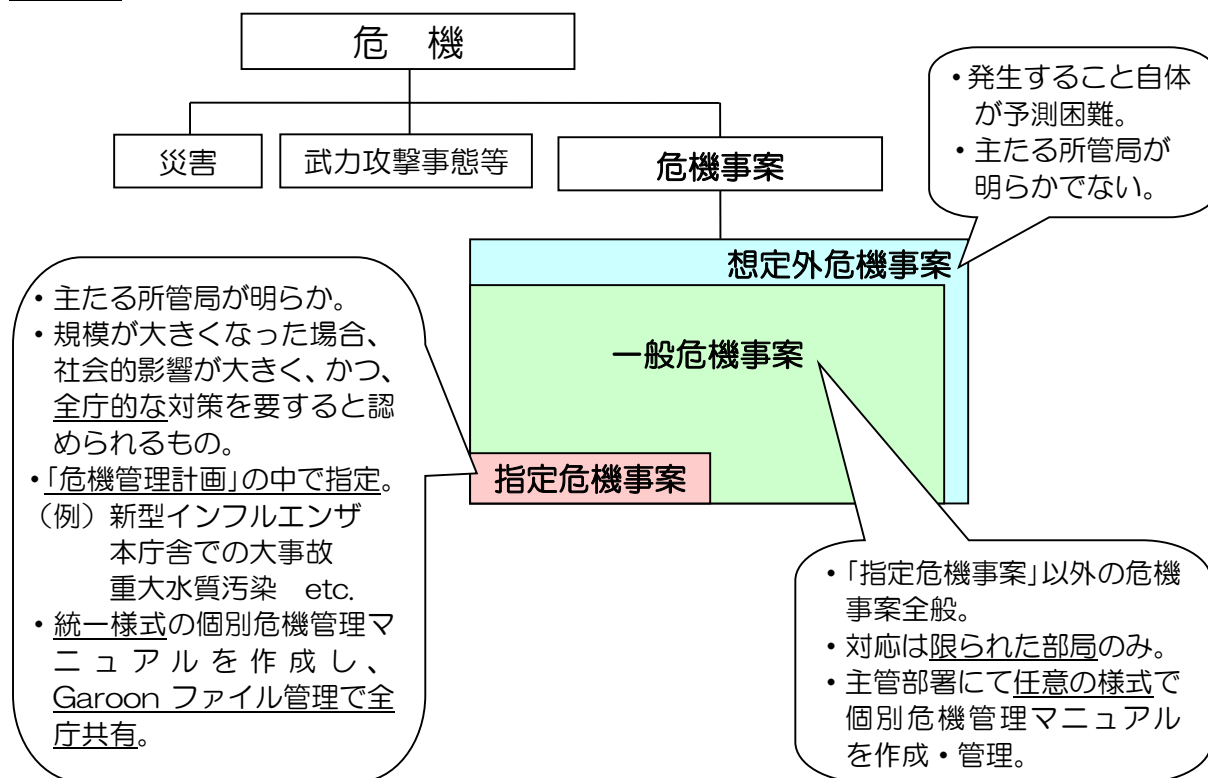 危　機
災害
武力攻撃事態等
危機事案
・発生すること自体
が予測困難。
・主たる所管局が
明らかでない。
想定外危機事案
一般危機事案
指定危機事案
・主たる所管局が明らか。
・規模が大きくなった場合、
社会的影響が大きく、かつ、
全庁的な対策を要すると認
められるもの。
・「危機管理計画」の中で指定。
（例）新型インフルエンザ
本庁舎での大事故
重大水質汚染　etc.
・統一様式の個別危機管理マ
ニュアルを作成し、
Garoon ファイル管理で全
庁共有。
・「指定危機事案」以外の危機
事案全般。
・対応は限られた部局のみ。
・主管部署にて任意の様式で
個別危機管理マニュアル
を作成・管理。